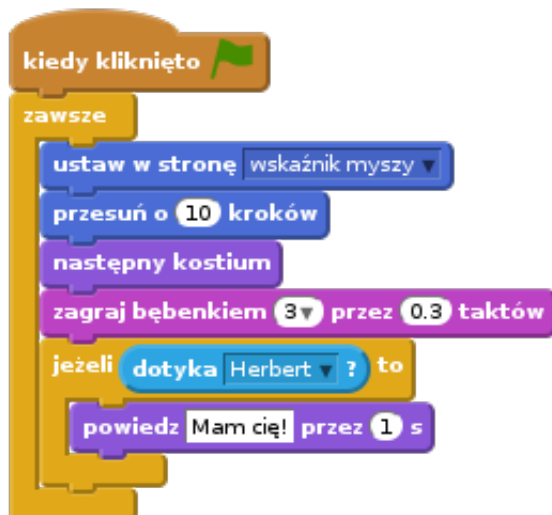 kiedy kliknięto
zawsze
ustaw w stronę wskaźnik myszy
przesuń o 10 kroków
następny kostium
zagraj bębenkiem 3 przez 0.3 taktów
jeżeli dotyka Herbert ? to
powiedz Mam cię! przez 1 s